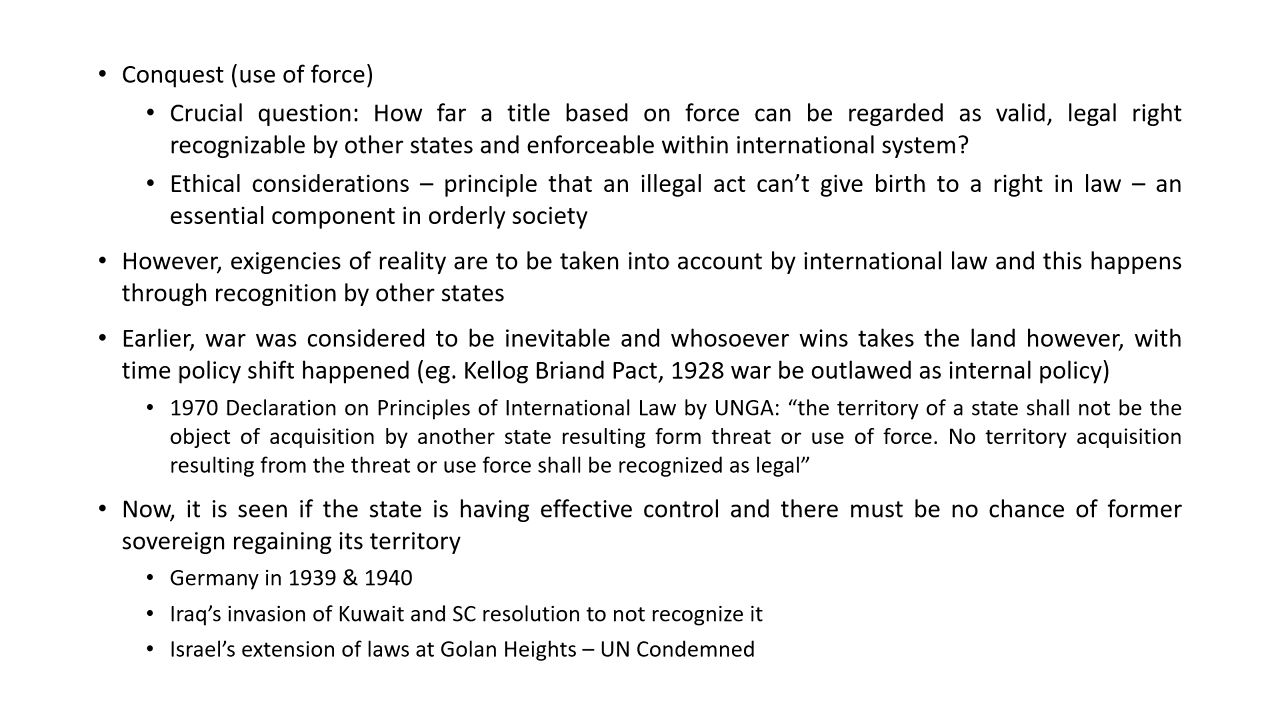 • Conquest (use of force)
• Crucial question: How far a title based on force can be regarded as valid, legal right
recognizable by other states and enforceable within international system?
• Ethical considerations – principle that an illegal act can’t give birth to a right in law – an
essential component in orderly society
• However, exigencies of reality are to be taken into account by international law and this happens
through recognition by other states
• Earlier, war was considered to be inevitable and whosoever wins takes the land however, with
time policy shift happened (eg. Kellog Briand Pact, 1928 war be outlawed as internal policy)
• 1970 Declaration on Principles of International Law by UNGA: “the territory of a state shall not be the
object of acquisition by another state resulting form threat or use of force. No territory acquisition
resulting from the threat or use force shall be recognized as legal”
• Now, it is seen if the state is having effective control and there must be no chance of former
sovereign regaining its territory
• Germany in 1939 & 1940
• Iraq’s invasion of Kuwait and SC resolution to not recognize it
• Israel’s extension of laws at Golan Heights – UN Condemned